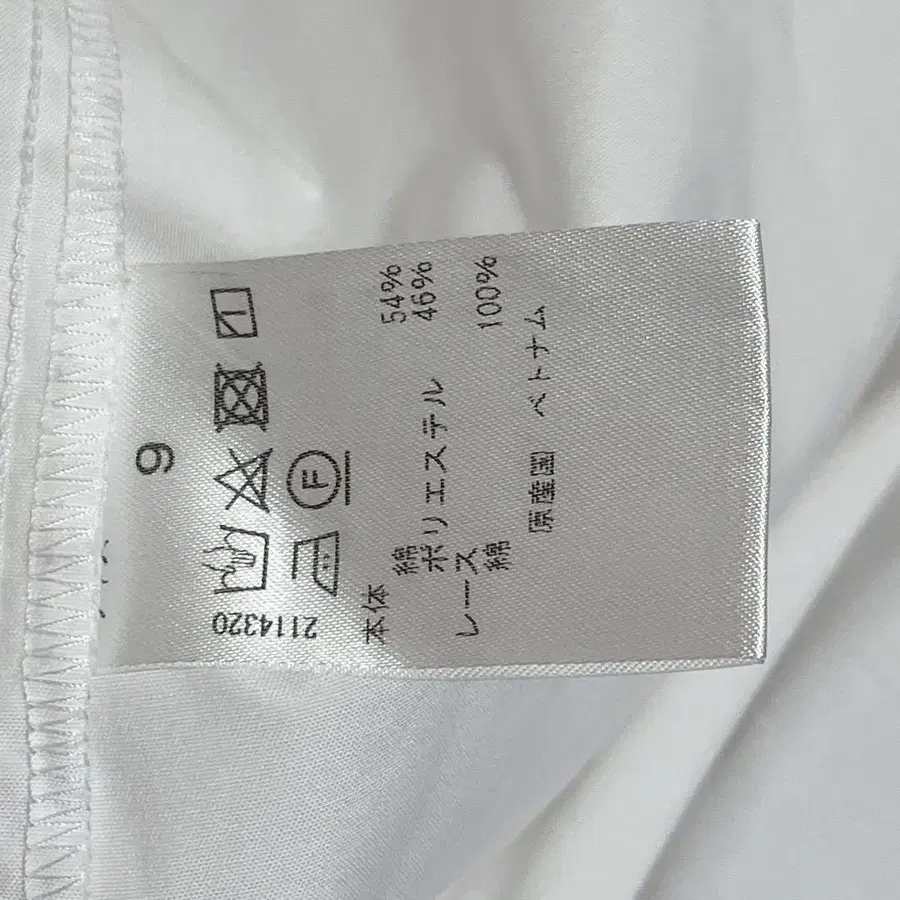 9
Ⓕ
2114320
本体
綿 54%
ポリエステル 46%
レース
綿 100%
原産国 ベトナム